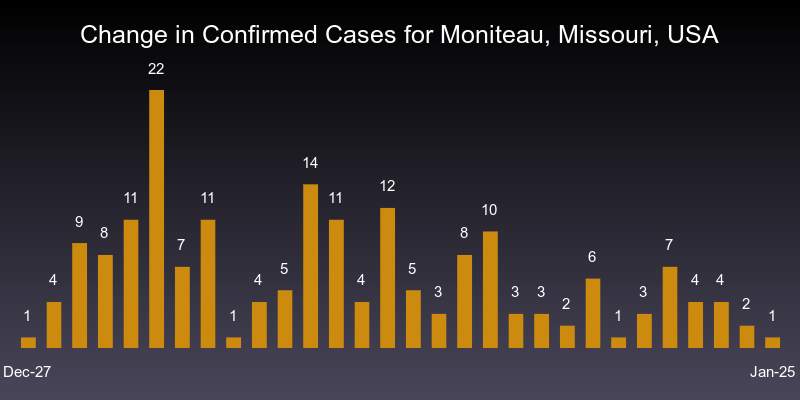 Change in Confirmed Cases for Moniteau, Missouri, USA
1 4 9 8 11 22 7 11 1 4 5 14 11 4 12 5 3 8 10 3 3 2 6 1 3 7 4 4 2 1
Dec-27 Jan-25